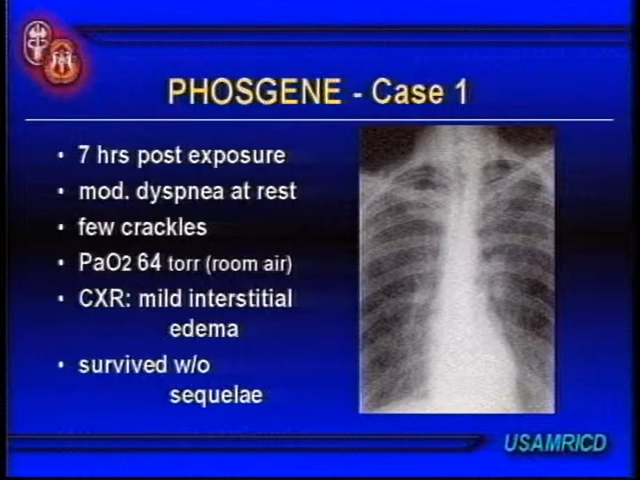 PHOSGENE - Case 1
• 7 hrs post exposure
• mod. dyspnea at rest
• few crackles
• PaO2 64 torr (room air)
• CXR: mild interstitial
edema
• survived w/o
sequelae
USAMRICD